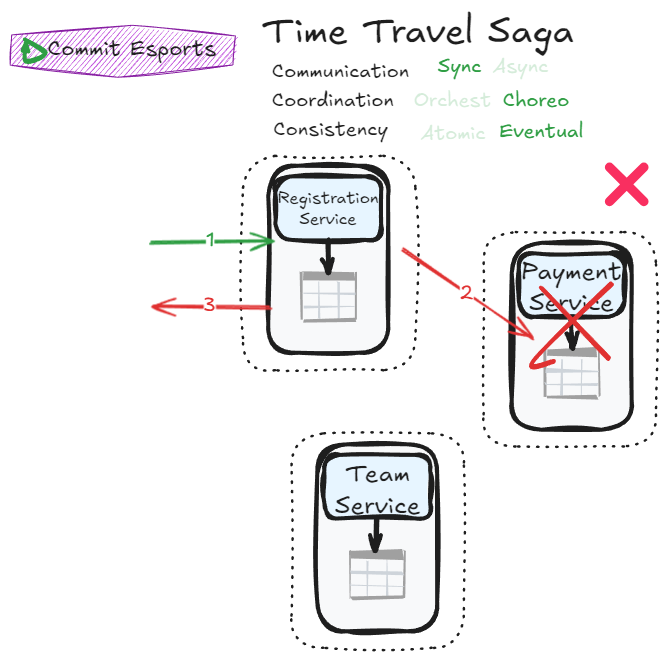 Commit Esports
Time Travel Saga
Communication Sync Async
Coordination Orchest Choreo
Consistency Atomic Eventual
Registration
Service
1
2
3
Payment
Service
Team
Service